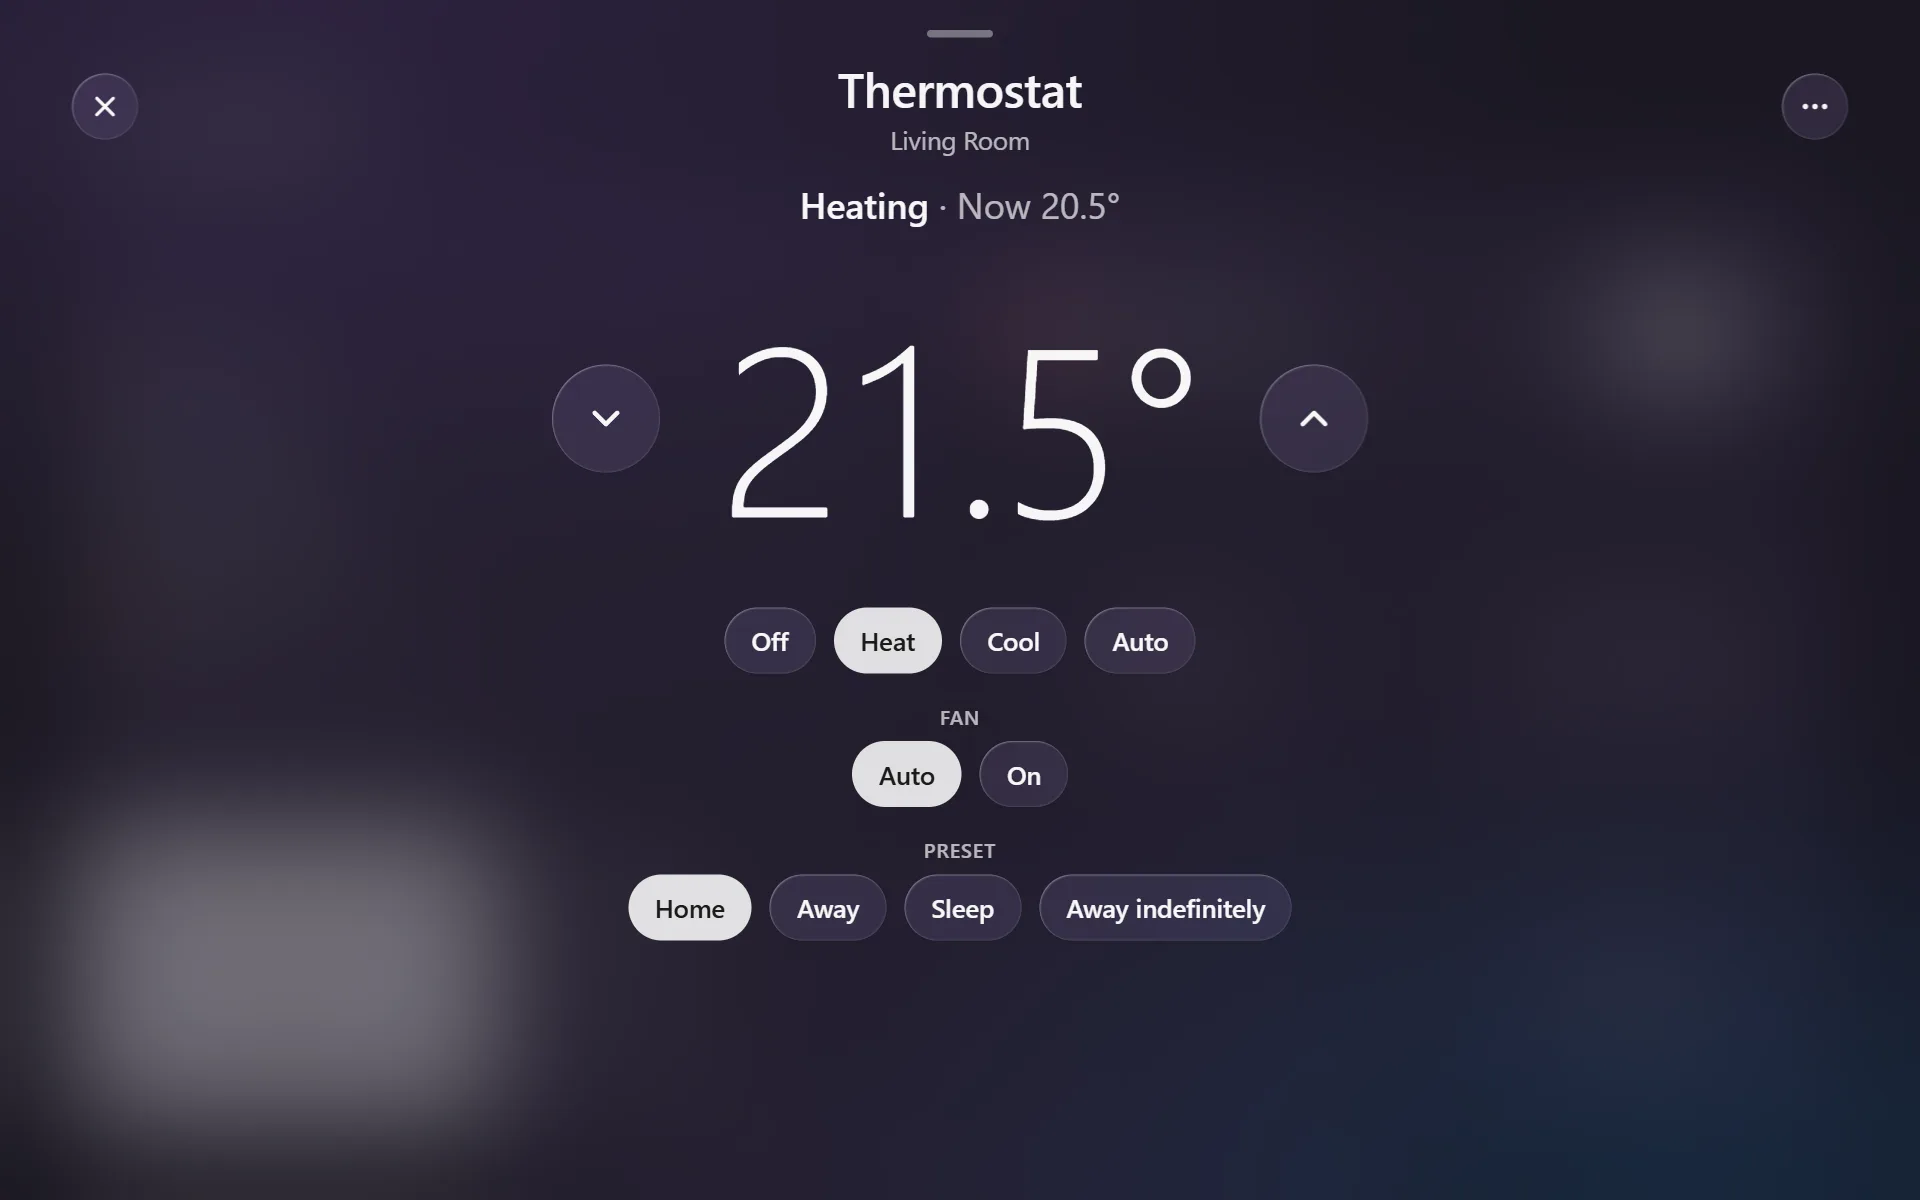 Thermostat
Living Room
Heating · Now 20.5°
21.5°
Off Heat Cool Auto
FAN
Auto On
PRESET
Home Away Sleep Away indefinitely